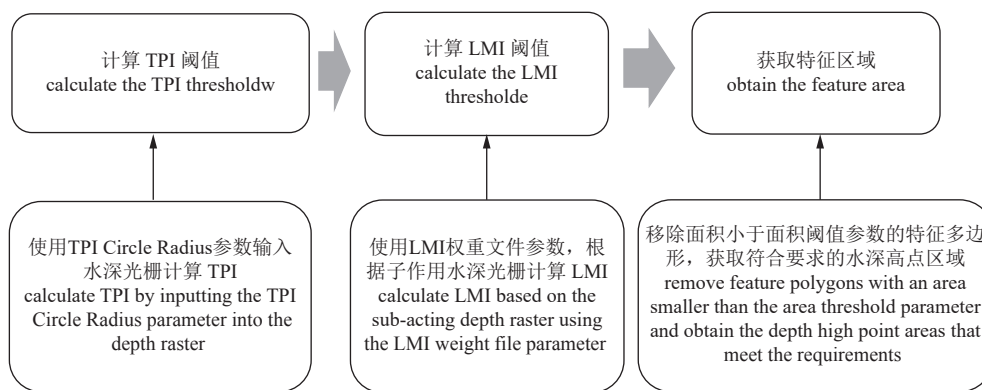 计算 TPI 阈值
calculate the TPI thresholdw
计算 LMI 阈值
calculate the LMI
thresholde
获取特征区域
obtain the feature area
使用TPI Circle Radius参数输入
水深光栅计算 TPI
calculate TPI by inputting the TPI
Circle Radius parameter into the
depth raster
使用LMI权重文件参数，根
据子作用水深光栅计算 LMI
calculate LMI based on the
sub-acting depth raster using
the LMI weight file parameter
移除面积小于面积阈值参数的特征多边
形，获取符合要求的水深高点区域
remove feature polygons with an area
smaller than the area threshold parameter
and obtain the depth high point areas that
meet the requirements